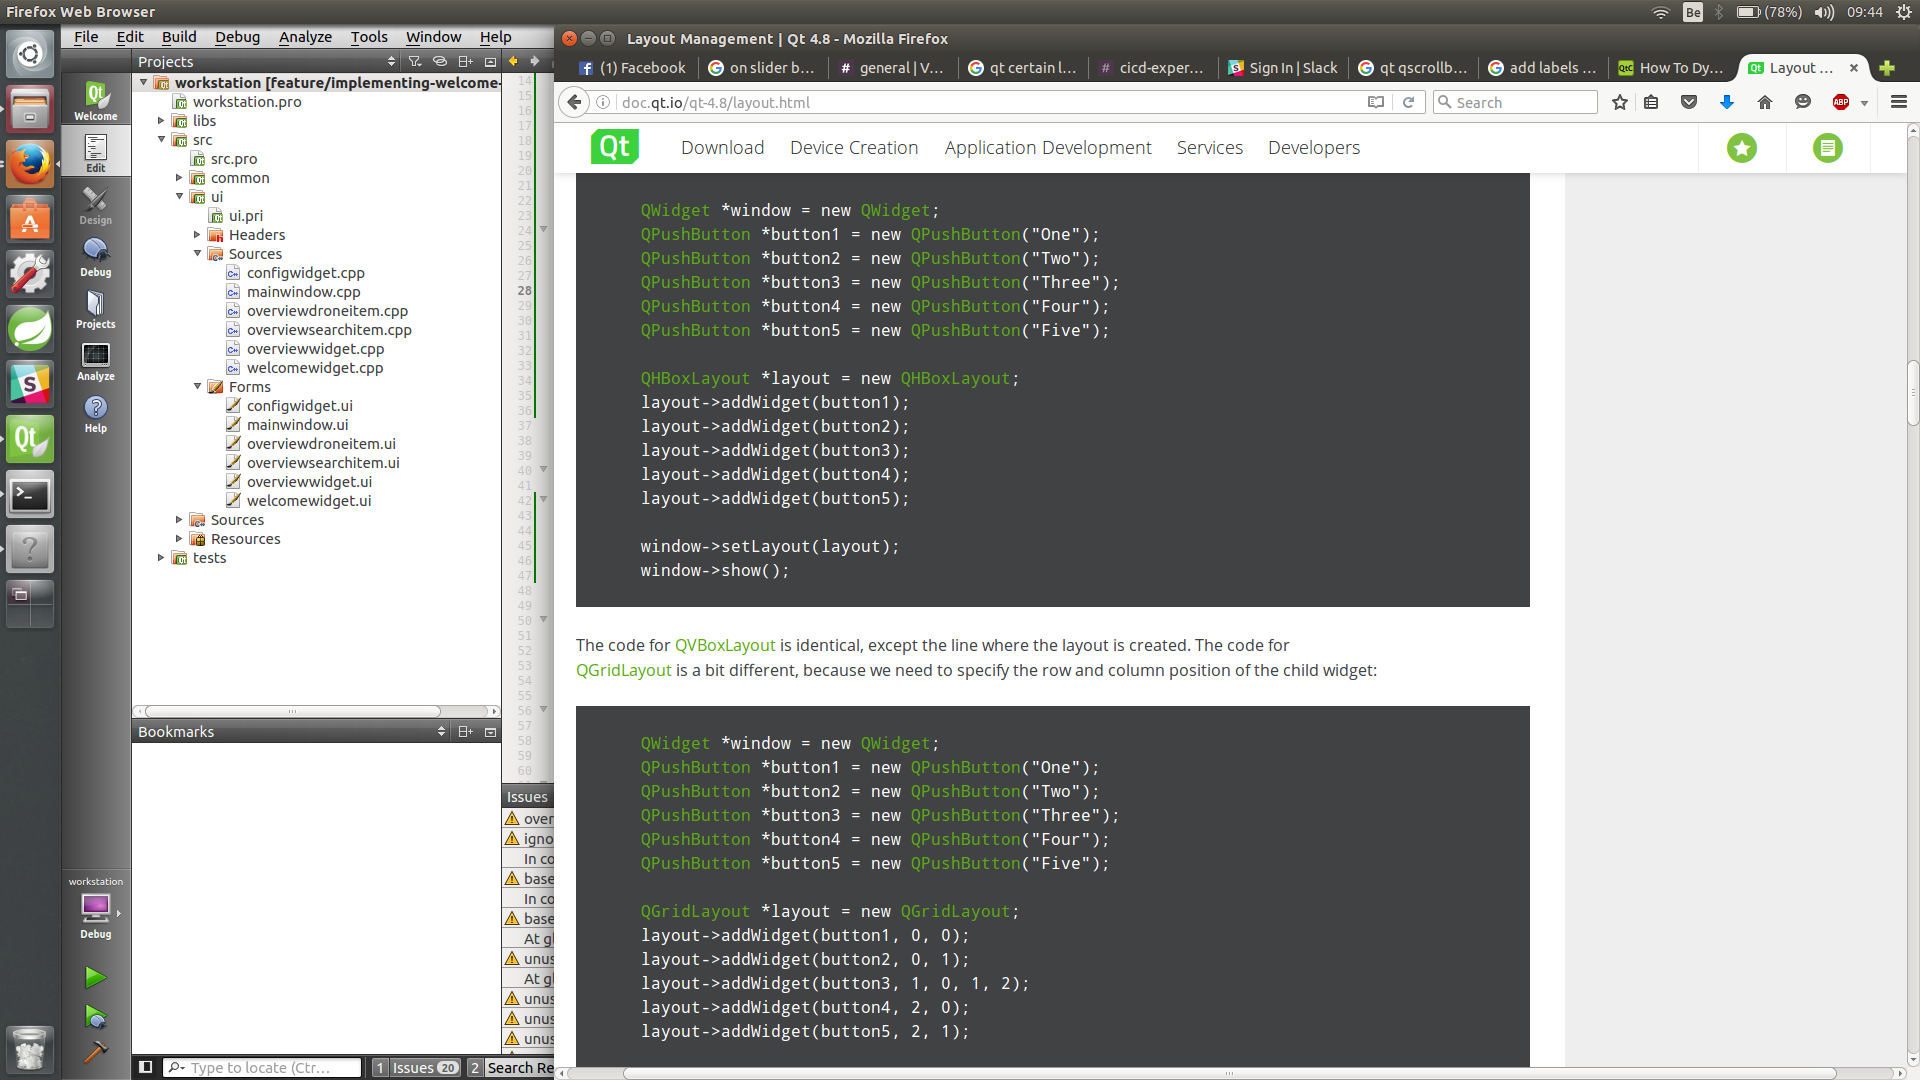 Firefox Web Browser
Be
(78%)
09:44
File Edit Build Debug Analyze Tools Window Help
Layout Management | Qt 4.8 - Mozilla Firefox
Projects
(1) Facebook
on slider b...
general | V...
qt certain l...
cicd-exper...
Sign In | Slack
qt qscrollb...
add labels ...
How To Dy...
Layout ...
doc.qt.io/qt-4.8/layout.html
Search
ABP
Welcome
Edit
Design
Debug
Projects
Analyze
Help
workstation [feature/implementing-welcome-
workstation.pro
libs
src
src.pro
common
ui
ui.pri
Headers
Sources
configwidget.cpp
mainwindow.cpp
overviewdroneitem.cpp
overviewsearchitem.cpp
overviewwidget.cpp
welcomewidget.cpp
Forms
configwidget.ui
mainwindow.ui
overviewdroneitem.ui
overviewsearchitem.ui
overviewwidget.ui
welcomewidget.ui
Sources
Resources
tests
Bookmarks
14
15
16
17
18
19
20
21
22
23
24
25
26
27
28
29
30
31
32
33
34
35
36
37
38
39
40
41
42
43
44
45
46
47
48
49
50
51
52
53
54
55
56
57
58
59
60
Issues
over
igno
In co
base
In co
base
At gl
unus
At gl
unus
unus
unus
workstation
Debug
Type to locate (Ctr...
1 Issues 20
2 Search Re
Qt
Download
Device Creation
Application Development
Services
Developers
QWidget *window = new QWidget;
QPushButton *button1 = new QPushButton("One");
QPushButton *button2 = new QPushButton("Two");
QPushButton *button3 = new QPushButton("Three");
QPushButton *button4 = new QPushButton("Four");
QPushButton *button5 = new QPushButton("Five");
QHBoxLayout *layout = new QHBoxLayout;
layout->addWidget(button1);
layout->addWidget(button2);
layout->addWidget(button3);
layout->addWidget(button4);
layout->addWidget(button5);
window->setLayout(layout);
window->show();
The code for QVBoxLayout is identical, except the line where the layout is created. The code for
QGridLayout is a bit different, because we need to specify the row and column position of the child widget:
QWidget *window = new QWidget;
QPushButton *button1 = new QPushButton("One");
QPushButton *button2 = new QPushButton("Two");
QPushButton *button3 = new QPushButton("Three");
QPushButton *button4 = new QPushButton("Four");
QPushButton *button5 = new QPushButton("Five");
QGridLayout *layout = new QGridLayout;
layout->addWidget(button1, 0, 0);
layout->addWidget(button2, 0, 1);
layout->addWidget(button3, 1, 0, 1, 2);
layout->addWidget(button4, 2, 0);
layout->addWidget(button5, 2, 1);